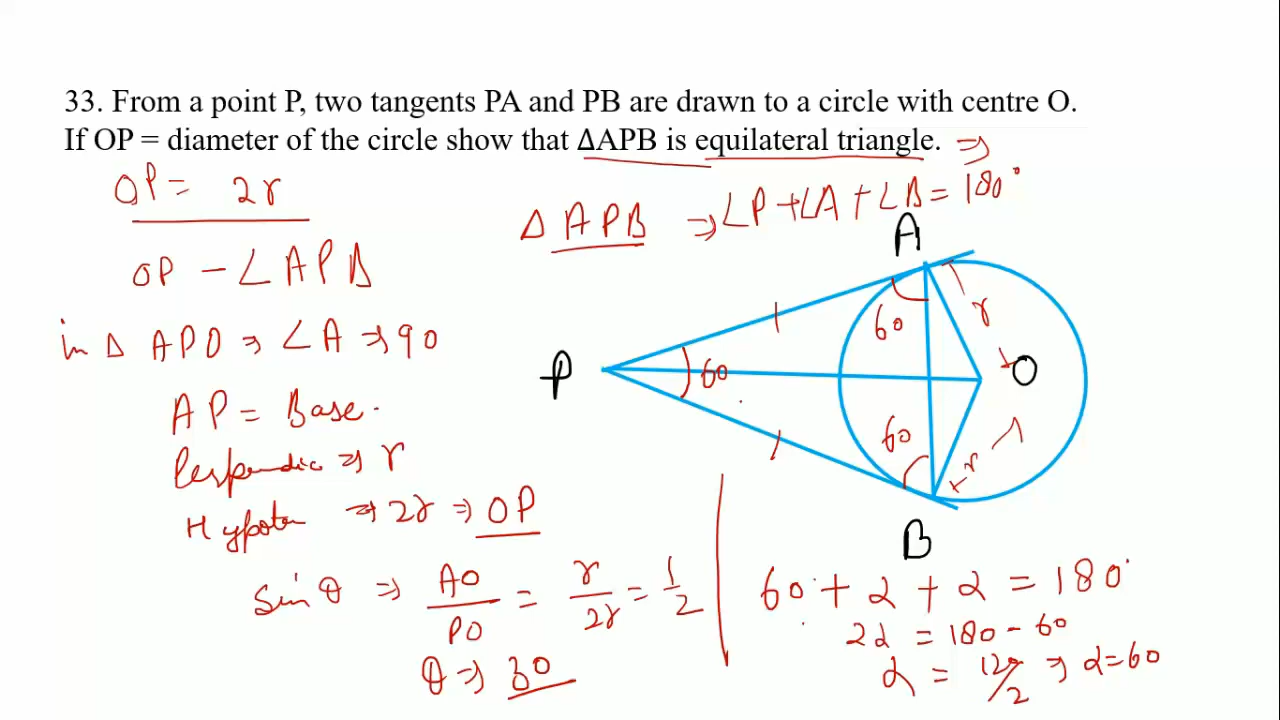 33. From a point P, two tangents PA and PB are drawn to a circle with centre O.
If OP = diameter of the circle show that ΔAPB is equilateral triangle. ⇒
OP = 2r
Δ APB ⇒ ∠P + ∠A + ∠B = 180°
OP - ∠APB
in Δ APO ⇒ ∠A ⇒ 90
AP = Base
Perpendic ⇒ r
Hypoten ⇒ 2r ⇒ OP
Sin θ ⇒ AO/PO = r/2r = 1/2
θ ⇒ 30
A
P
O
B
60
60
60
r
r
60° + α + α = 180°
2α = 180 - 60
α = 120/2 ⇒ α = 60